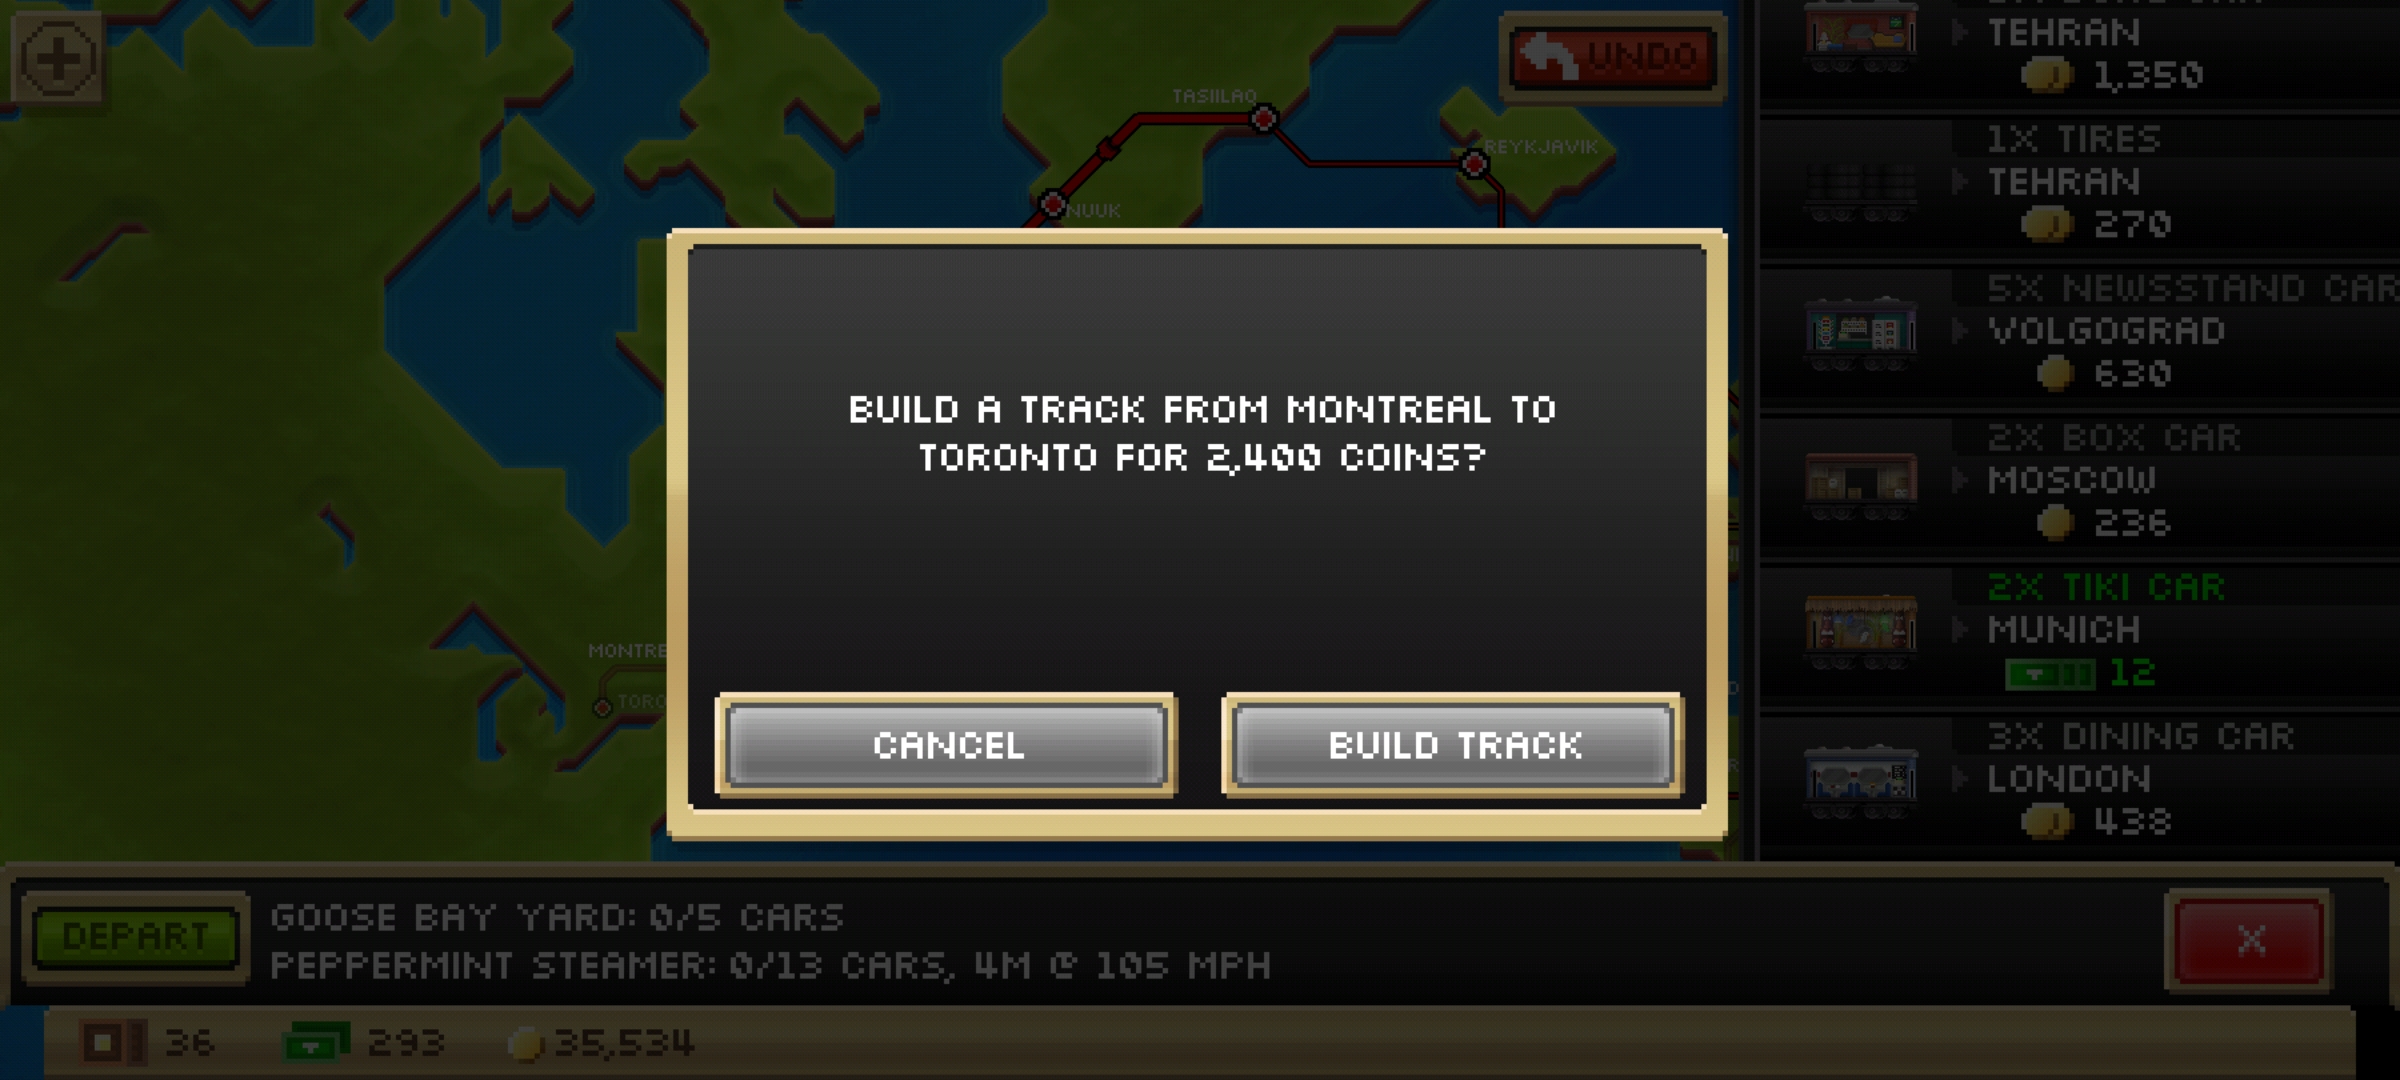 UNDO
TASIILAQ
REYKJAVIK
NUUK
TEHRAN
1,350
1X TIRES
TEHRAN
270
5X NEWSSTAND CAR
VOLGOGRAD
630
2X BOX CAR
MOSCOW
236
2X TIKI CAR
MUNICH
12
3X DINING CAR
LONDON
438
BUILD A TRACK FROM MONTREAL TO
TORONTO FOR 2,400 COINS?
CANCEL
BUILD TRACK
MONTRE
TORO
DEPART
GOOSE BAY YARD: 0/5 CARS
PEPPERMINT STEAMER: 0/13 CARS, 4M @ 105 MPH
X
36
293
35,534